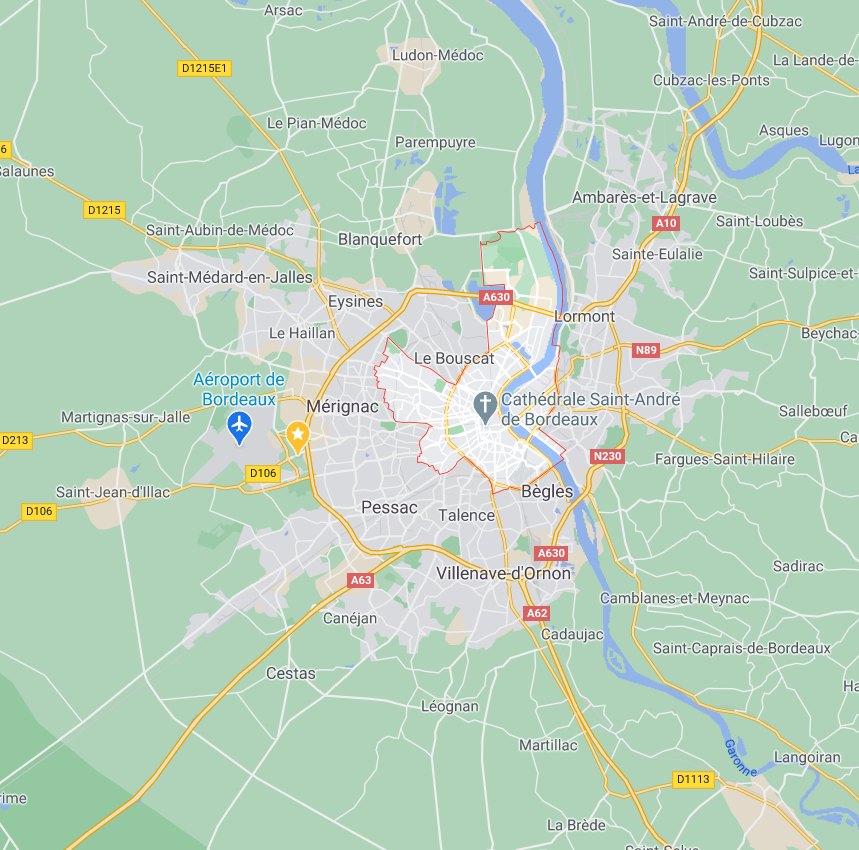 Arsac
Saint-André-de-Cubzac
Ludon-Médoc
La Lande-de-
D1215E1
Cubzac-les-Ponts
Le Pian-Médoc
Asques
Lugon
Parempuyre
6
Salaunes
La
Ambarès-et-Lagrave
D1215
A10
Saint-Loubès
Saint-Aubin-de-Médoc
Blanquefort
Sainte-Eulalie
Saint-Médard-en-Jalles
Saint-Sulpice-et-
Eysines
A630
Lormont
Le Haillan
Beychac-
Le Bouscat
N89
Aéroport de
Bordeaux
Cathédrale Saint-André
de Bordeaux
Mérignac
Martignas-sur-Jalle
Sallebœuf
D213
Ca
N230
Fargues-Saint-Hilaire
D106
Saint-Jean-d'Illac
Bègles
D106
Pessac
Talence
A630
Sadirac
A63
Villenave-d'Ornon
Camblanes-et-Meynac
A62
Canéjan
Cadaujac
Saint-Caprais-de-Bordeaux
Cestas
Ha
Léognan
Martillac
Garonne
Langoiran
D1113
rime
La Brède
Saint-Selve